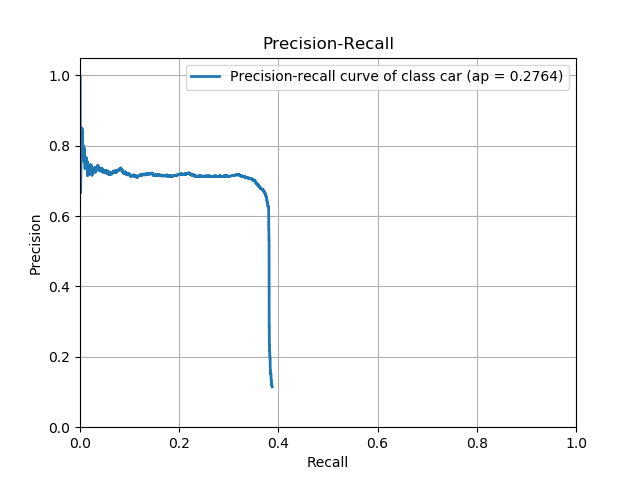 Precision-Recall
Precision-recall curve of class car (ap = 0.2764)
1.0
0.8
0.6
0.4
0.2
0.0
Precision
0.0 0.2 0.4 0.6 0.8 1.0
Recall